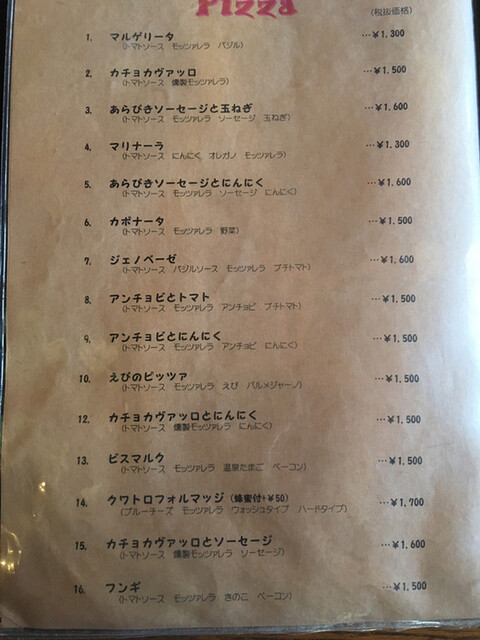 Pizza
(税抜価格)
1. マルゲリータ …¥1,300
(トマトソース モッツァレラ バジル)
2. カチョカヴァッロ …¥1,500
(トマトソース 燻製モッツァレラ)
3. あらびきソーセージと玉ねぎ …¥1,600
(トマトソース モッツァレラ ソーセージ 玉ねぎ)
4. マリナーラ …¥1,300
(トマトソース にんにく オレガノ モッツァレラ)
5. あらびきソーセージとにんにく …¥1,600
(トマトソース モッツァレラ ソーセージ にんにく)
6. カポナータ …¥1,500
(トマトソース モッツァレラ 野菜)
7. ジェノベーゼ …¥1,600
(トマトソース バジルソース モッツァレラ プチトマト)
8. アンチョビとトマト …¥1,500
(トマトソース モッツァレラ アンチョビ プチトマト)
9. アンチョビとにんにく …¥1,500
(トマトソース モッツァレラ アンチョビ にんにく)
10. えびのピッツァ …¥1,500
(トマトソース モッツァレラ えび パルメジャーノ)
12. カチョカヴァッロとにんにく …¥1,500
(トマトソース 燻製モッツァレラ にんにく)
13. ビスマルク …¥1,500
(トマトソース モッツァレラ 温泉たまご ベーコン)
14. クワトロフォルマッジ(蜂蜜付+¥50) …¥1,700
(ブルーチーズ モッツァレラ ウォッシュタイプ ハードタイプ)
15. カチョカヴァッロとソーセージ …¥1,600
(トマトソース 燻製モッツァレラ ソーセージ)
16. フンギ …¥1,500
(トマトソース モッツァレラ きのこ ベーコン)